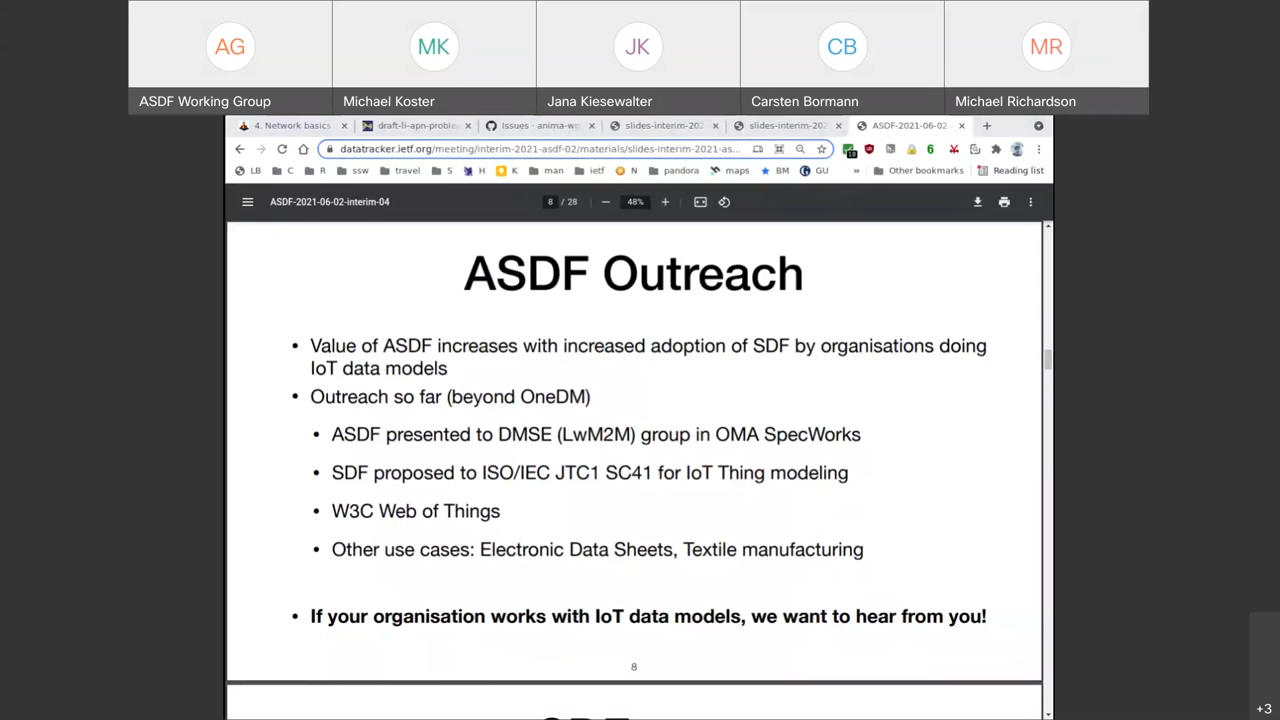 AG
MK
JK
CB
MR
ASDF Working Group
Michael Koster
Jana Kiesewalter
Carsten Bormann
Michael Richardson
4. Network basics
draft-li-apn-proble
Issues · anima-wg
slides-interim-202
slides-interim-202
ASDF-2021-06-02
datatracker.ietf.org/meeting/interim-2021-asdf-02/materials/slides-interim-2021-as...
LB C R ssw travel S H K man ietf N pandora maps BM GU » Other bookmarks Reading list
ASDF-2021-06-02-interim-04
8 / 28
48%
ASDF Outreach
• Value of ASDF increases with increased adoption of SDF by organisations doing
IoT data models
• Outreach so far (beyond OneDM)
• ASDF presented to DMSE (LwM2M) group in OMA SpecWorks
• SDF proposed to ISO/IEC JTC1 SC41 for IoT Thing modeling
• W3C Web of Things
• Other use cases: Electronic Data Sheets, Textile manufacturing
• If your organisation works with IoT data models, we want to hear from you!
8
+3